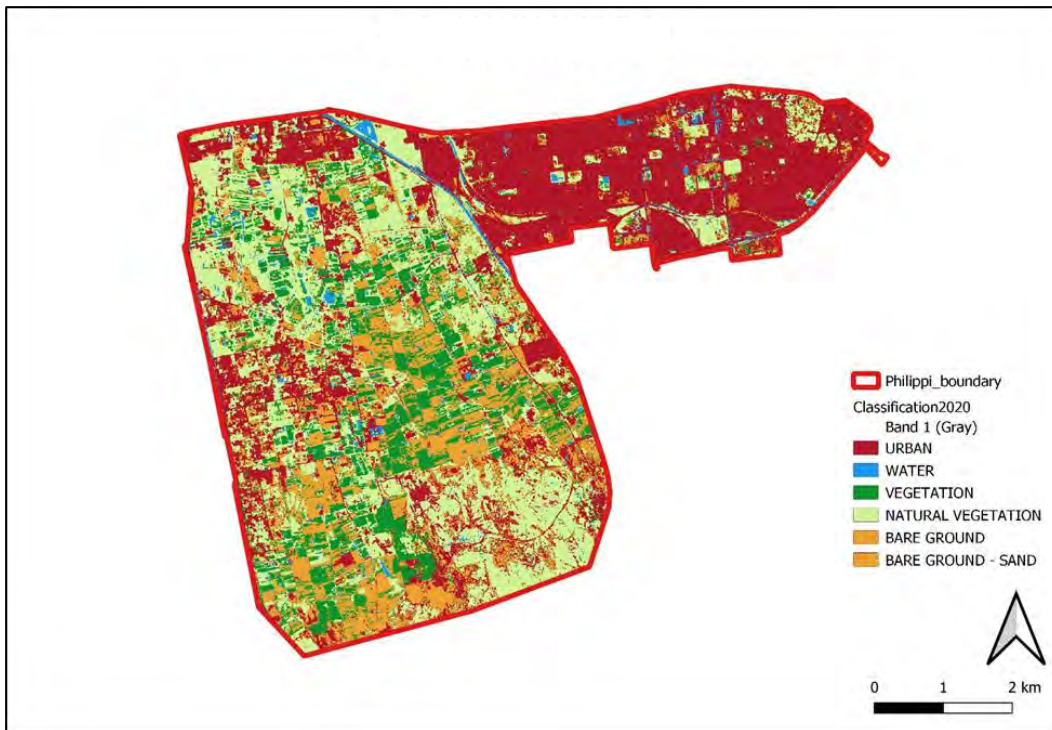 Philippi_boundary
Classification2020
Band 1 (Gray)
URBAN
WATER
VEGETATION
NATURAL VEGETATION
BARE GROUND
BARE GROUND - SAND
0 1 2 km